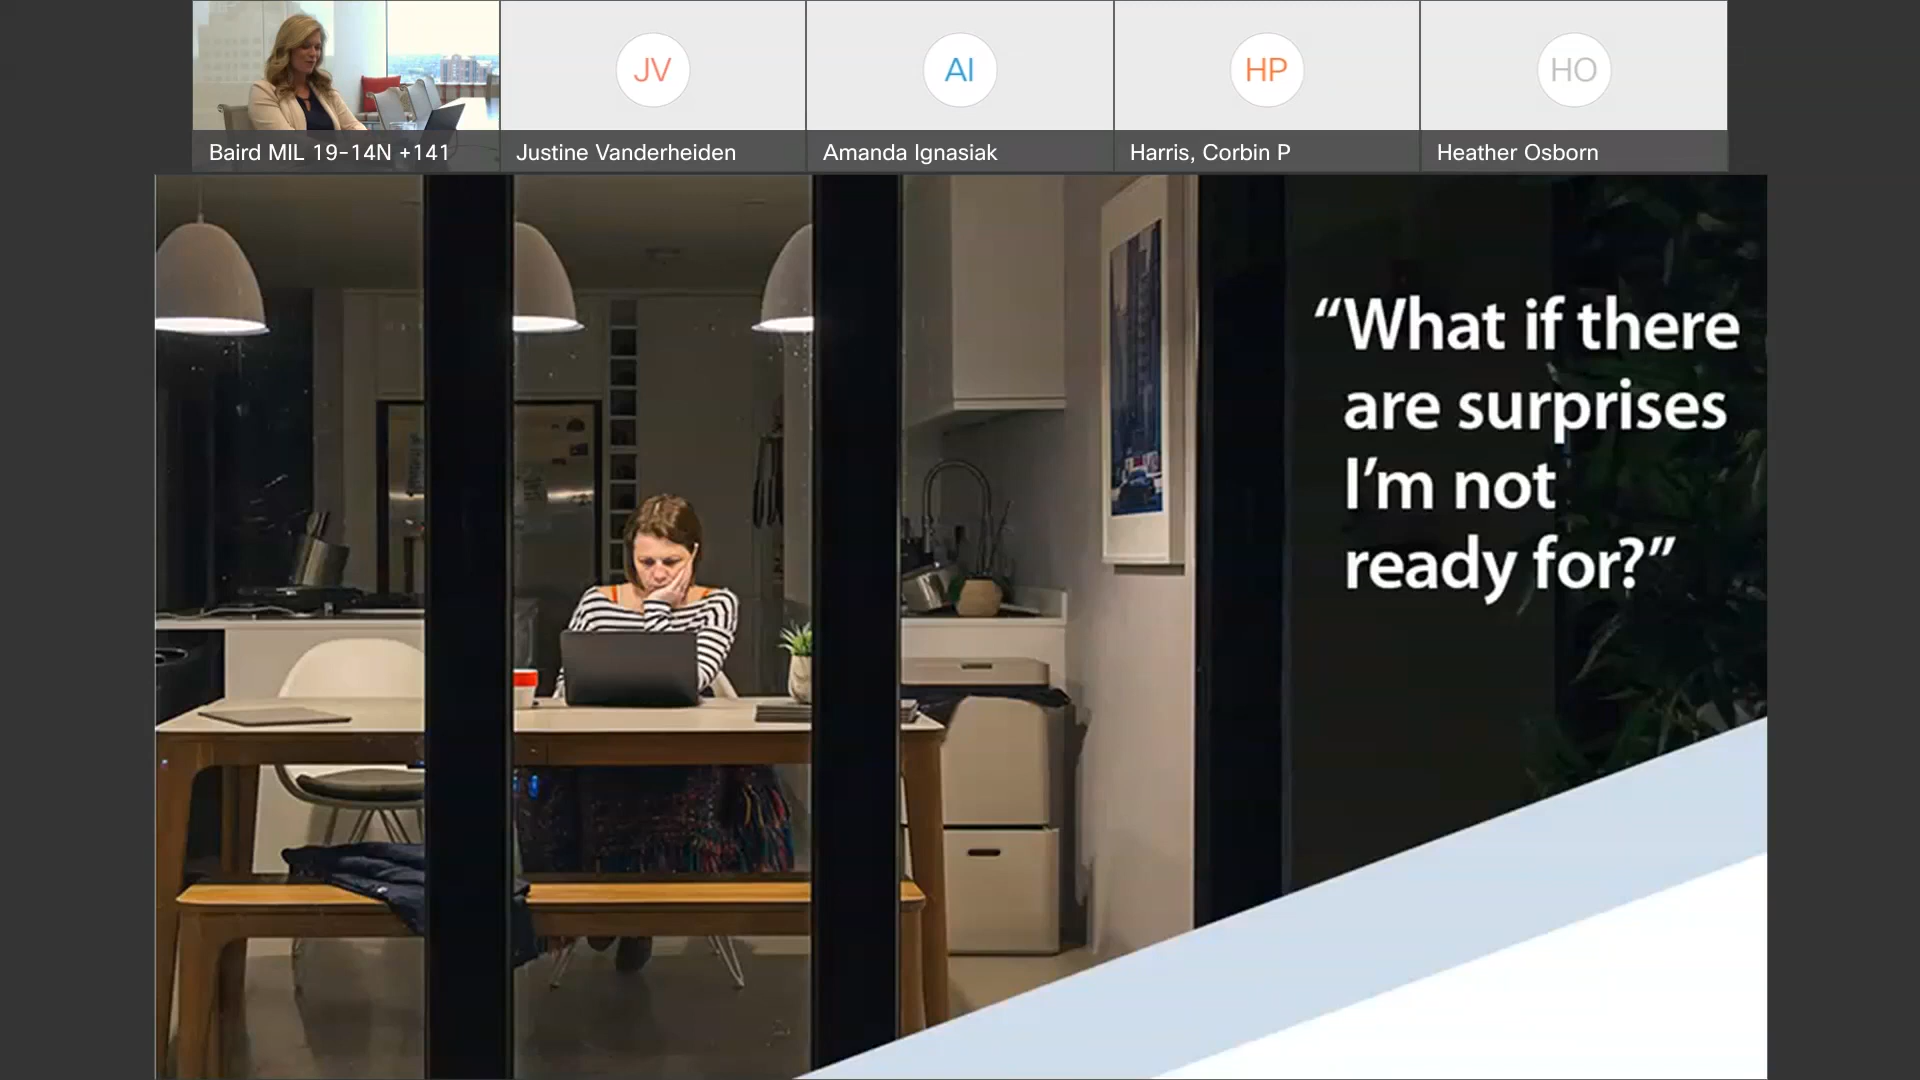 JV
AI
HP
HO
Baird MIL 19-14N +141
Justine Vanderheiden
Amanda Ignasiak
Harris, Corbin P
Heather Osborn
“What if there
are surprises
I’m not
ready for?”